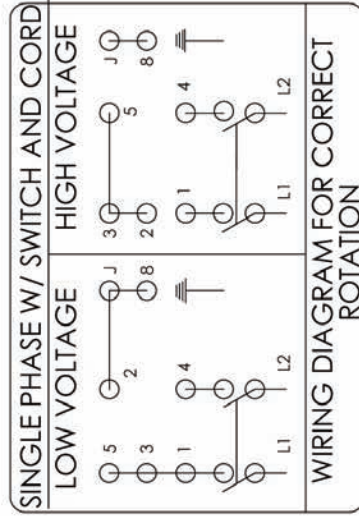 SINGLE PHASE W/ SWITCH AND CORD
LOW VOLTAGE
5
J
3
2
8
1
4
L1
L2
HIGH VOLTAGE
3
5
J
2
8
1
4
L1
L2
WIRING DIAGRAM FOR CORRECT
ROTATION